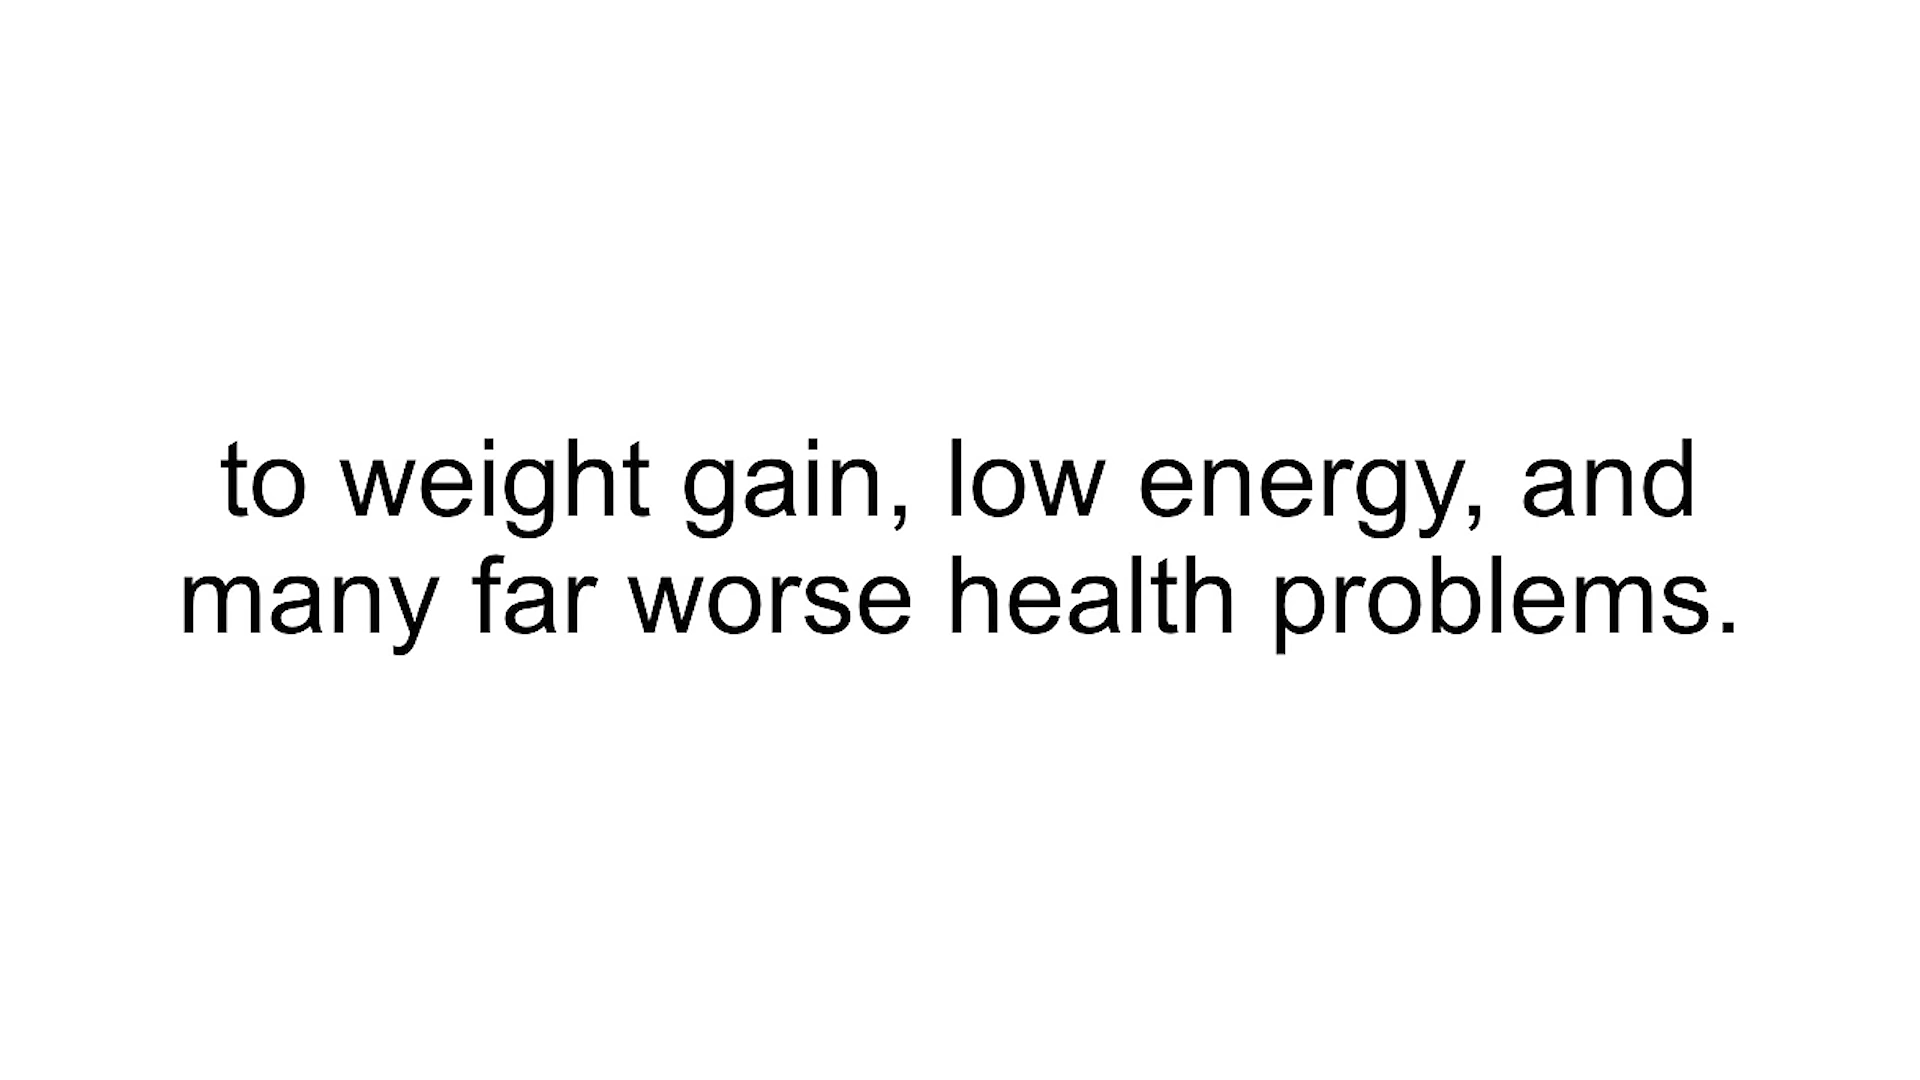 to weight gain, low energy, and
many far worse health problems.